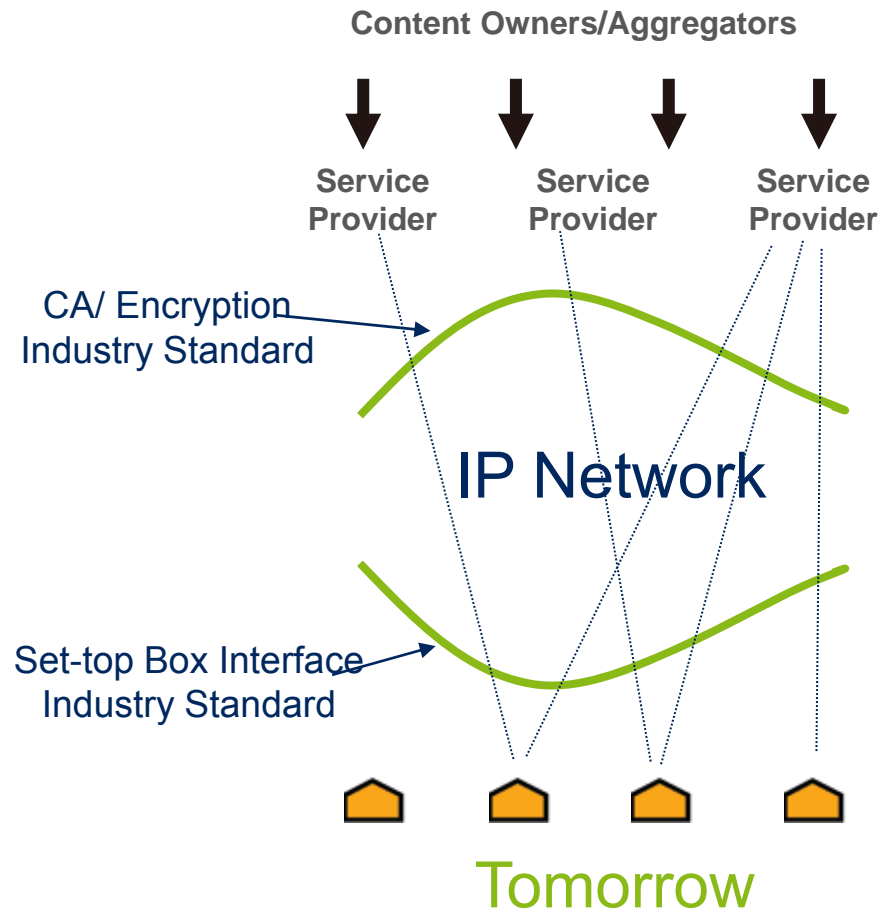 Content Owners/Aggregators
Service
Provider
Service
Provider
Service
Provider
CA/ Encryption
Industry Standard
IP Network
Set-top Box Interface
Industry Standard
Tomorrow